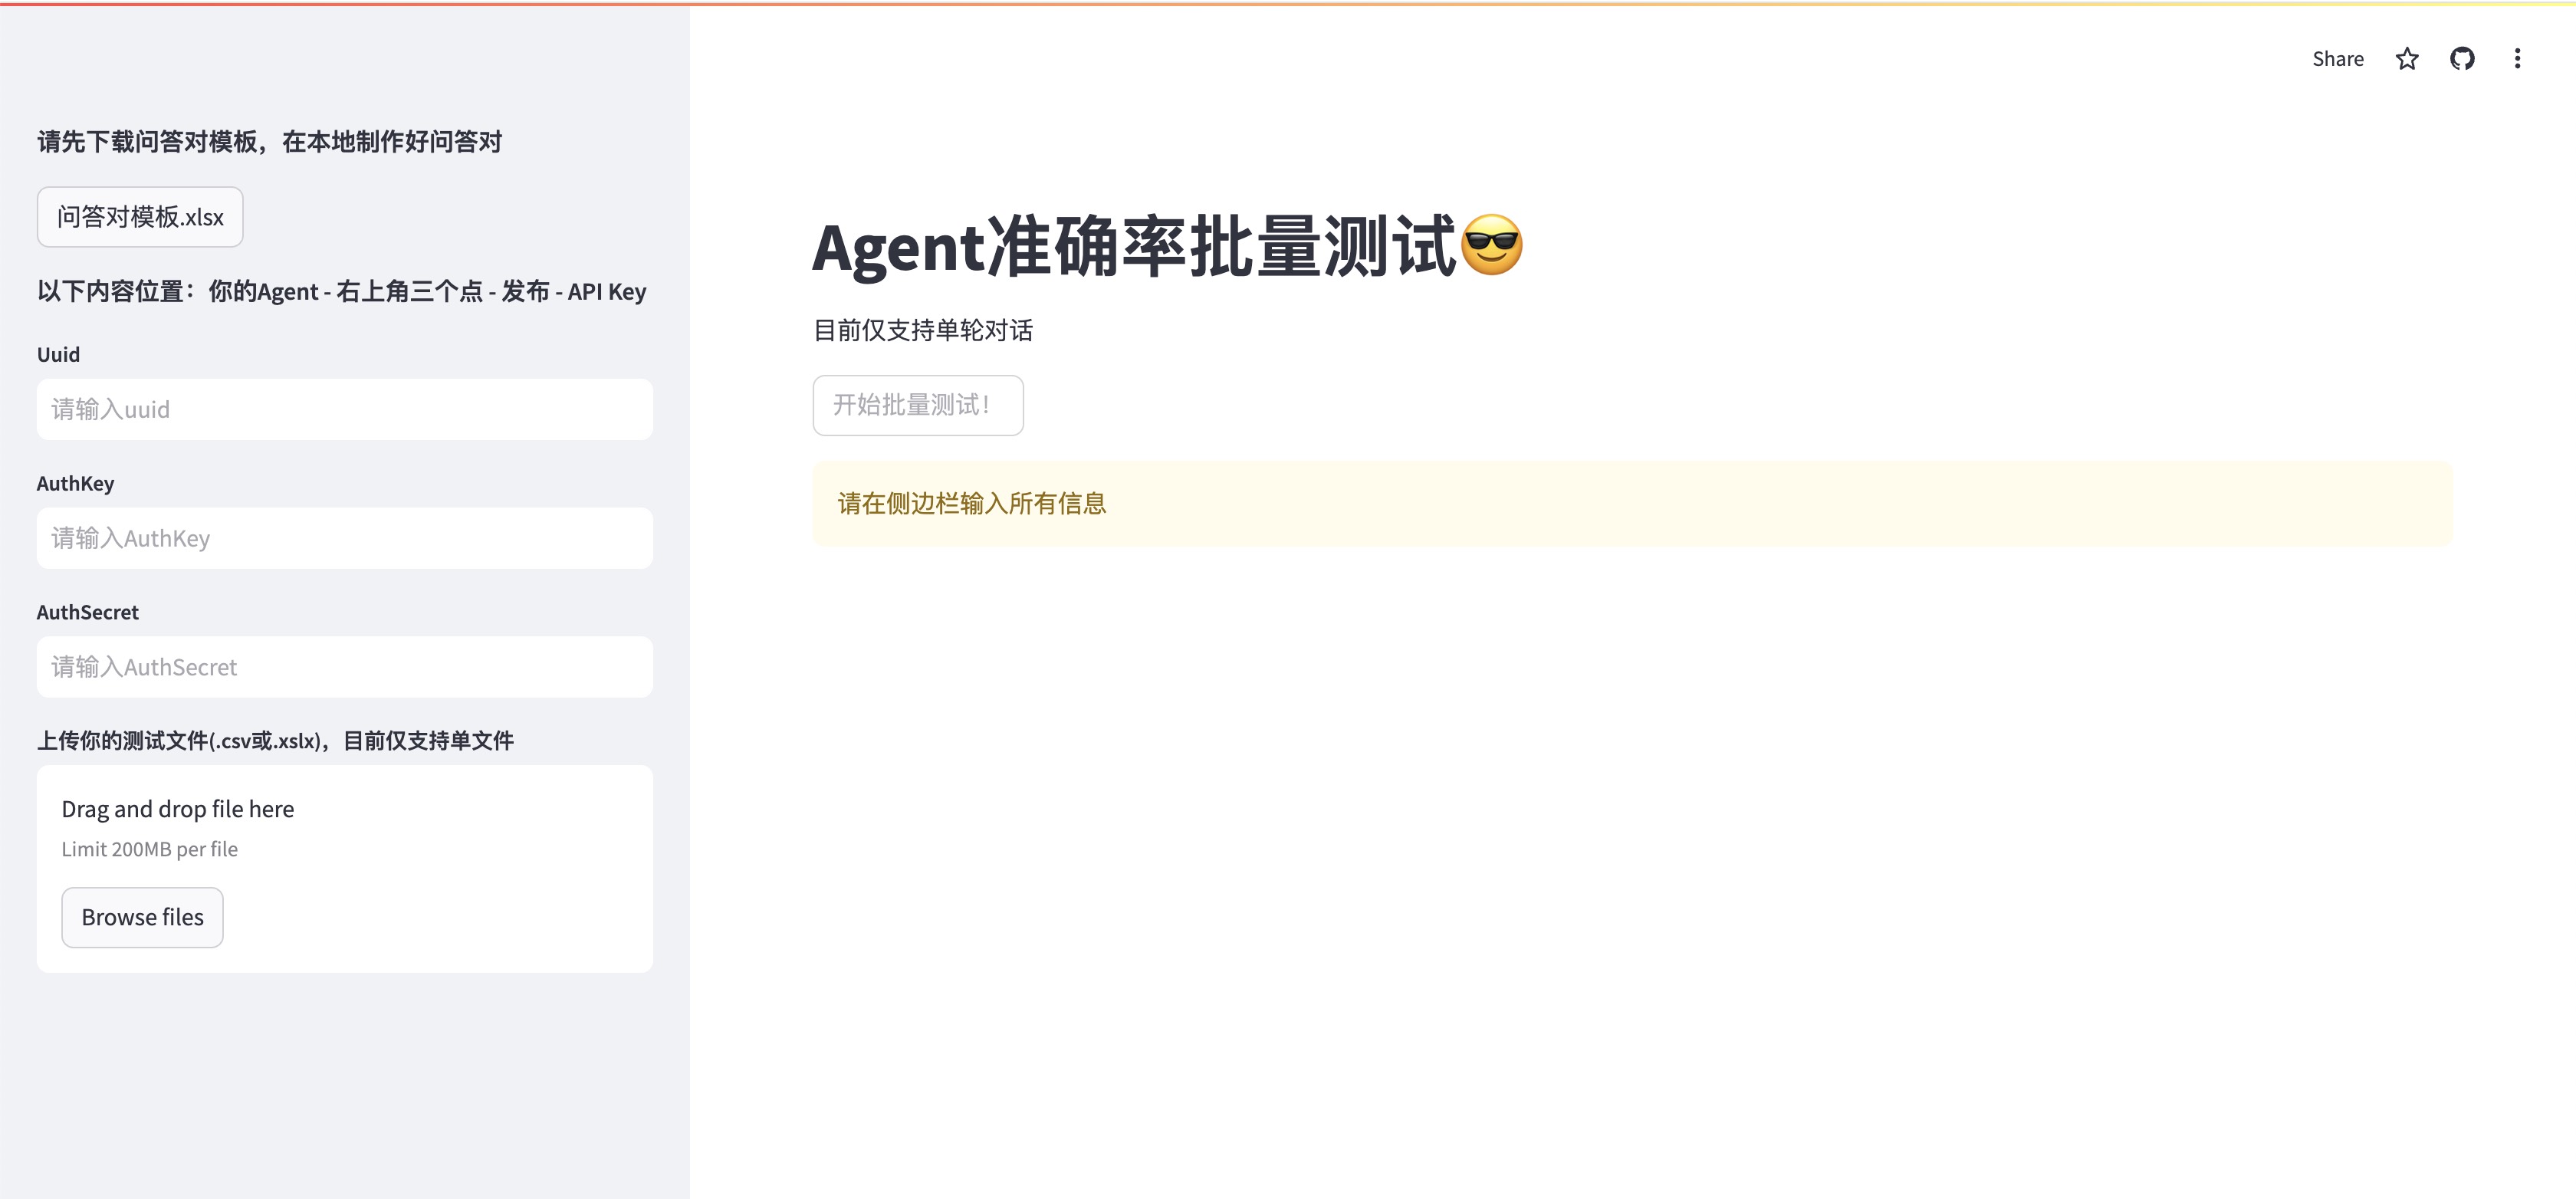 Share
请先下载问答对模板，在本地制作好问答对
问答对模板.xlsx
以下内容位置：你的Agent - 右上角三个点 - 发布 - API Key
Uuid
请输入uuid
AuthKey
请输入AuthKey
AuthSecret
请输入AuthSecret
上传你的测试文件(.csv或.xslx)，目前仅支持单文件
Drag and drop file here
Limit 200MB per file
Browse files
Agent准确率批量测试😎
目前仅支持单轮对话
开始批量测试！
请在侧边栏输入所有信息